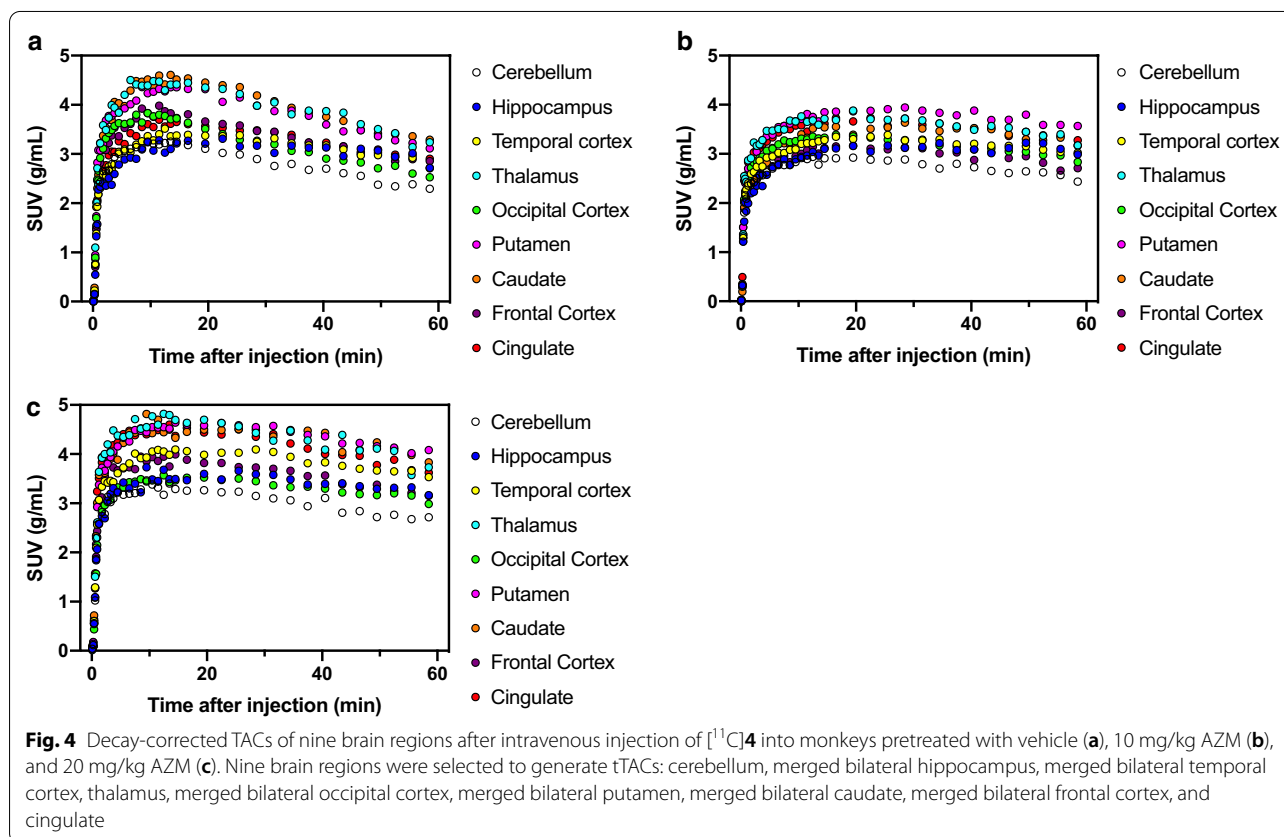 a
SUV (g/mL)
5
4
3
2
1
0
0
20
40
60
Time after injection (min)
Cerebellum
Hippocampus
Temporal cortex
Thalamus
Occipital Cortex
Putamen
Caudate
Frontal Cortex
Cingulate
b
SUV (g/mL)
5
4
3
2
1
0
0
20
40
60
Time after injection (min)
Cerebellum
Hippocampus
Temporal cortex
Thalamus
Occipital Cortex
Putamen
Caudate
Frontal Cortex
Cingulate
c
SUV (g/mL)
5
4
3
2
1
0
0
20
40
60
Time after injection (min)
Cerebellum
Hippocampus
Temporal cortex
Thalamus
Occipital Cortex
Putamen
Caudate
Frontal Cortex
Cingulate
Fig. 4 Decay-corrected TACs of nine brain regions after intravenous injection of [¹¹C]4 into monkeys pretreated with vehicle (a), 10 mg/kg AZM (b),
and 20 mg/kg AZM (c). Nine brain regions were selected to generate tTACs: cerebellum, merged bilateral hippocampus, merged bilateral temporal
cortex, thalamus, merged bilateral occipital cortex, merged bilateral putamen, merged bilateral caudate, merged bilateral frontal cortex, and
cingulate